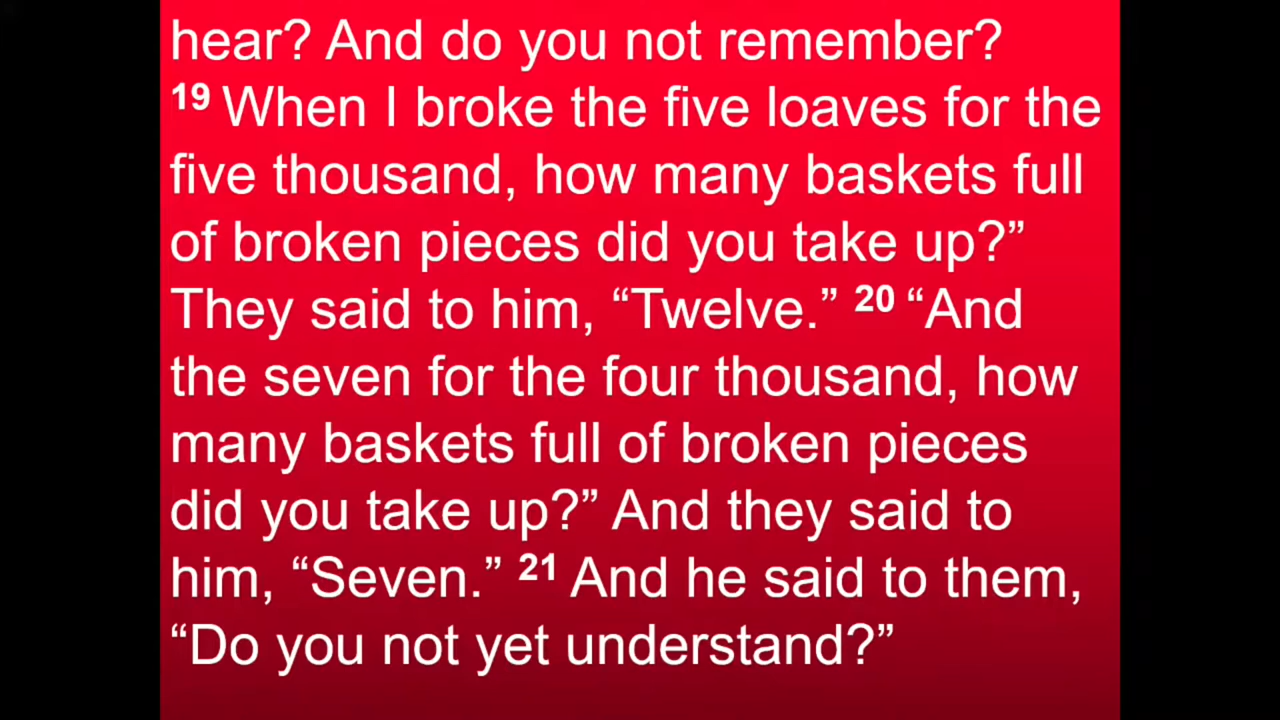 hear? And do you not remember?
19 When I broke the five loaves for the
five thousand, how many baskets full
of broken pieces did you take up?”
They said to him, “Twelve.” 20 “And
the seven for the four thousand, how
many baskets full of broken pieces
did you take up?” And they said to
him, “Seven.” 21 And he said to them,
“Do you not yet understand?”